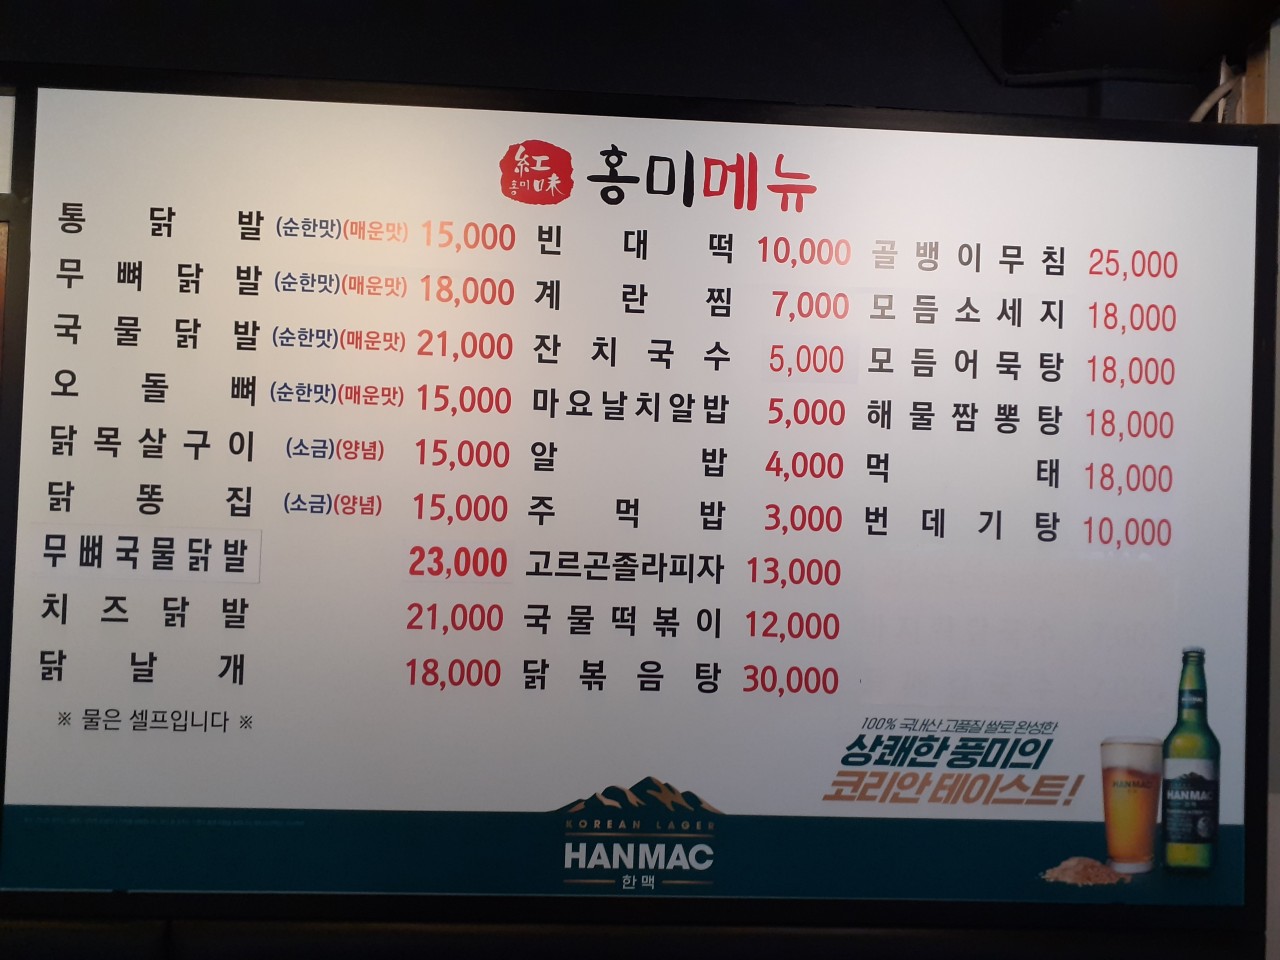 紅味
홍미
홍미메뉴
통닭발 (순한맛)(매운맛) 15,000
무뼈닭발 (순한맛)(매운맛) 18,000
국물닭발 (순한맛)(매운맛) 21,000
오돌뼈 (순한맛)(매운맛) 15,000
닭목살구이 (소금)(양념) 15,000
닭똥집 (소금)(양념) 15,000
무뼈국물닭발 23,000
치즈닭발 21,000
닭날개 18,000
※ 물은 셀프입니다 ※
빈대떡 10,000
계란찜 7,000
잔치국수 5,000
마요날치알밥 5,000
알밥 4,000
주먹밥 3,000
고르곤졸라피자 13,000
국물떡볶이 12,000
닭볶음탕 30,000
골뱅이무침 25,000
모듬소세지 18,000
모듬어묵탕 18,000
해물짬뽕탕 18,000
먹태 18,000
번데기탕 10,000
100% 국내산 고품질 쌀로 완성한
상쾌한 풍미의
코리안 테이스트!
KOREAN LAGER
HANMAC
한맥
HANMAC
HANMAC